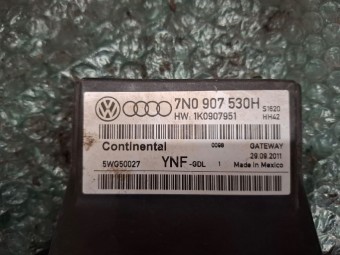 7N0 907 530H S1620
HW. 1K0907951 HH42
Continental 0098 GATEWAY
29.09.2011
5WG50027 YNF-GDL 1 Made in Mexico